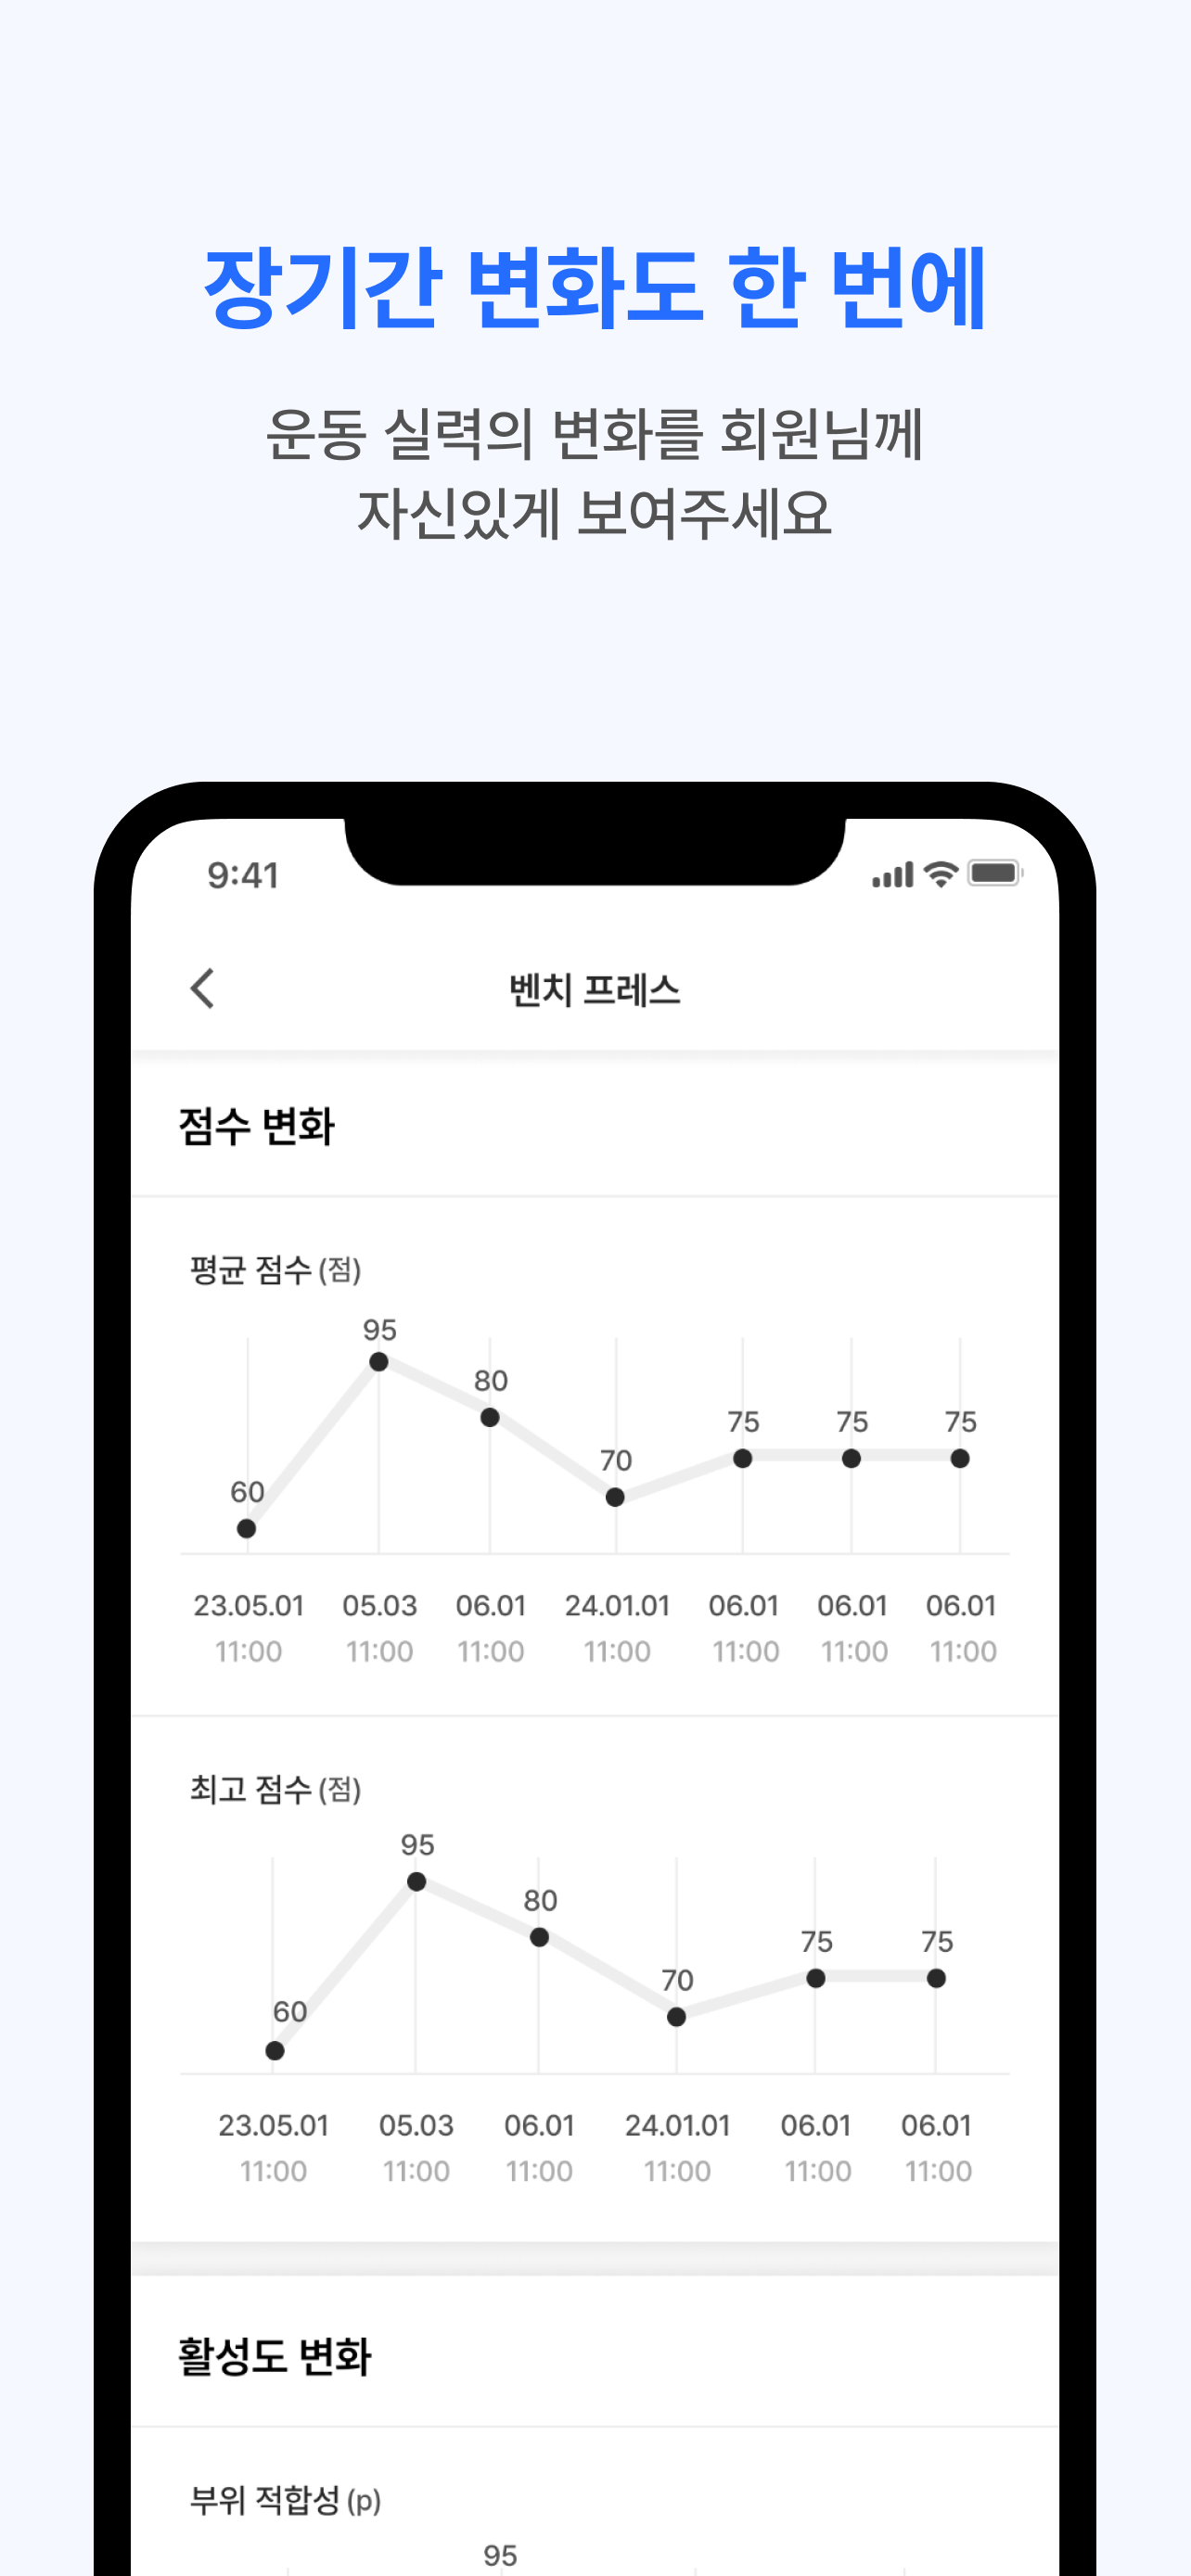 장기간 변화도 한 번에
운동 실력의 변화를 회원님께
자신있게 보여주세요
9:41
벤치 프레스
점수 변화
평균 점수 (점)
60 95 80 70 75 75 75
23.05.01 05.03 06.01 24.01.01 06.01 06.01 06.01
11:00 11:00 11:00 11:00 11:00 11:00 11:00
최고 점수 (점)
60 95 80 70 75 75
23.05.01 05.03 06.01 24.01.01 06.01 06.01
11:00 11:00 11:00 11:00 11:00 11:00
활성도 변화
부위 적합성 (p)
95